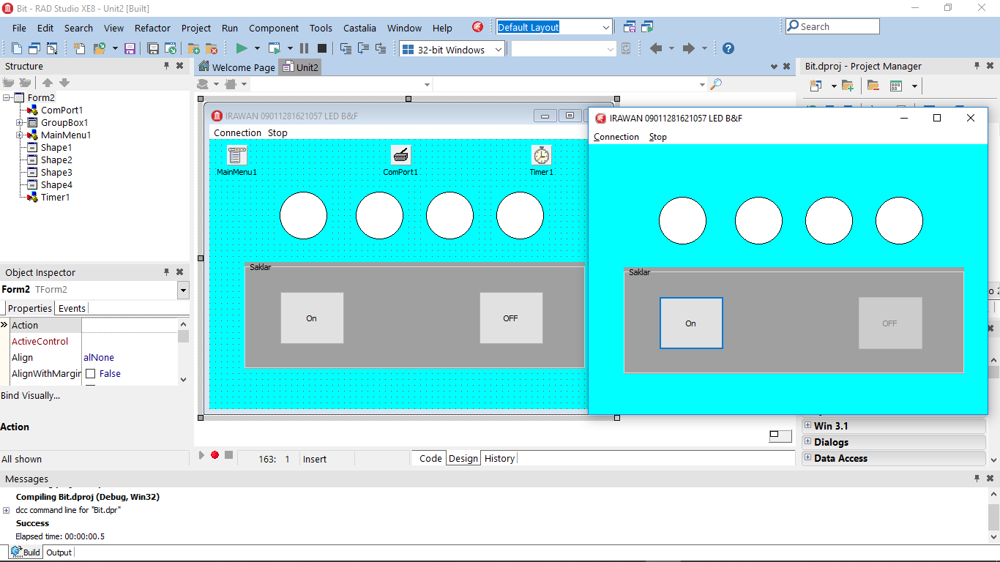 Bit - RAD Studio XE8 - Unit2 [Built]
File Edit Search View Refactor Project Run Component Tools Castalia Window Help Default Layout Search
32-bit Windows
Structure
Welcome Page Unit2
Bit.dproj - Project Manager
Form2
ComPort1
GroupBox1
MainMenu1
Shape1
Shape2
Shape3
Shape4
Timer1
IRAWAN 09011281621057 LED B&F
Connection Stop
MainMenu1 ComPort1 Timer1
Saklar
On OFF
IRAWAN 09011281621057 LED B&F
Connection Stop
Saklar
On OFF
Object Inspector
Form2 TForm2
Properties Events
Action
ActiveControl
Align alNone
AlignWithMargir False
Bind Visually...
Action
All shown
163: 1 Insert
Code Design History
Win 3.1
Dialogs
Data Access
Messages
Compiling Bit.dproj (Debug, Win32)
dcc command line for "Bit.dpr"
Success
Elapsed time: 00:00:00.5
Build Output